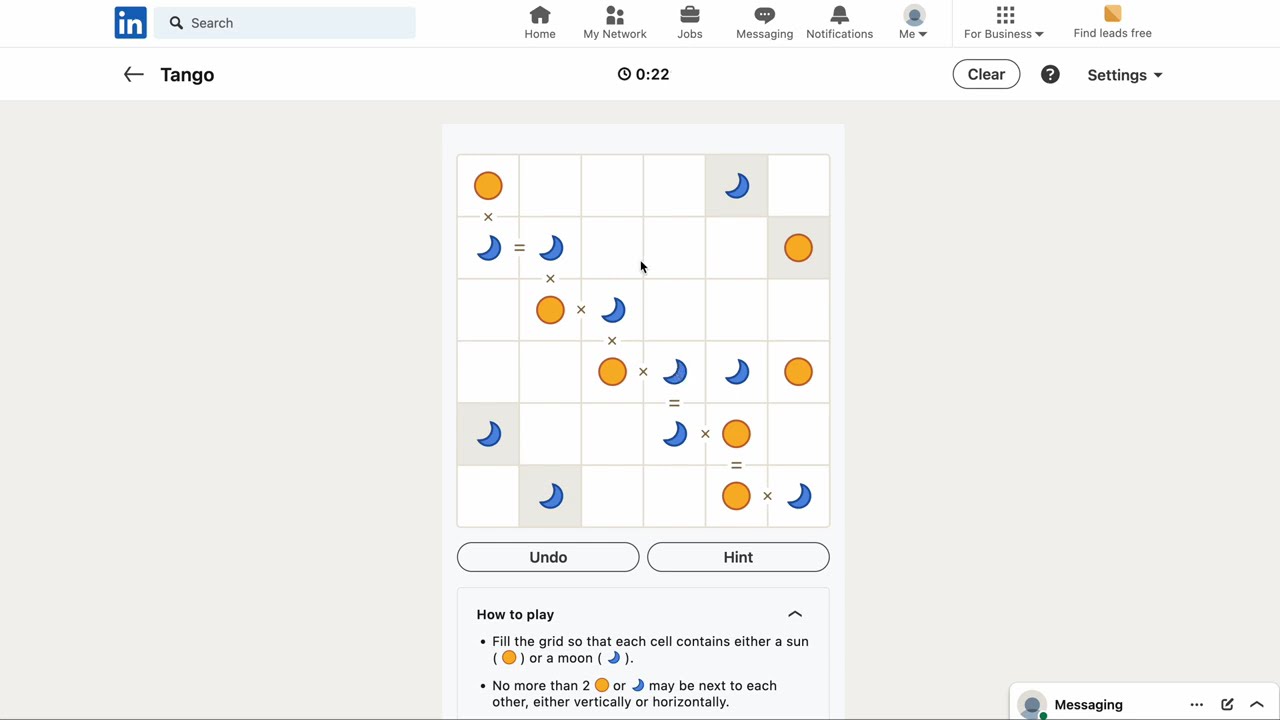 in Search Home My Network Jobs Messaging Notifications Me For Business Find leads free
Tango 0:22 Clear ? Settings
×
=
×
×
×
×
=
×
=
×
Undo Hint
How to play
• Fill the grid so that each cell contains either a sun
( ) or a moon ( ).
• No more than 2 or may be next to each
other, either vertically or horizontally.
Messaging